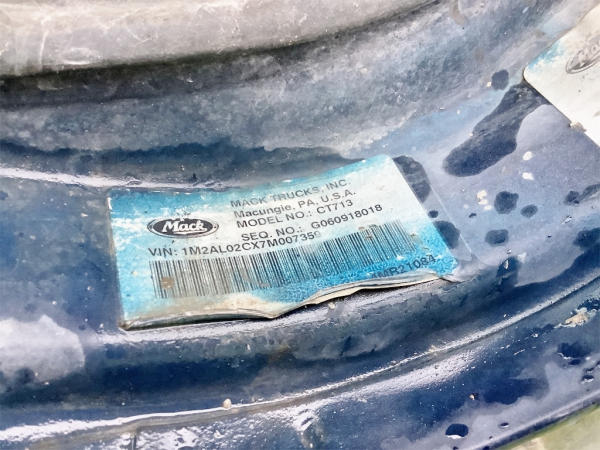 MACK TRUCKS, INC.
Macungie, PA, U.S.A.
MODEL NO.: CT713
SEQ. NO.: G060918018
Mack
VIN: 1M2AL02CX7M007359